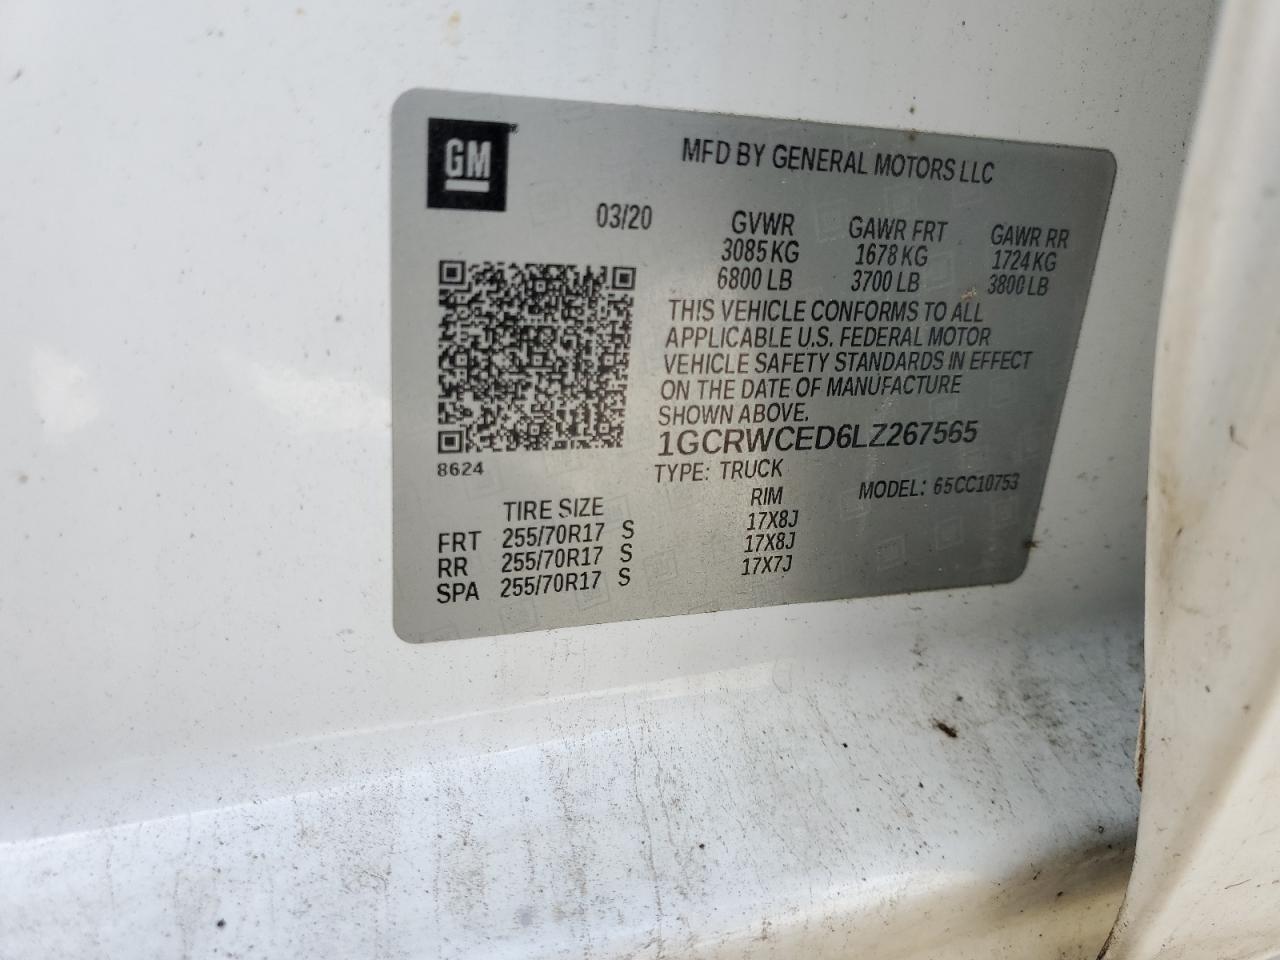 GM
MFD BY GENERAL MOTORS LLC
03/20 GVWR GAWR FRT GAWR RR
3085 KG 1678 KG 1724 KG
6800 LB 3700 LB 3800 LB
THIS VEHICLE CONFORMS TO ALL
APPLICABLE U.S. FEDERAL MOTOR
VEHICLE SAFETY STANDARDS IN EFFECT
ON THE DATE OF MANUFACTURE
SHOWN ABOVE.
1GCRWCED6LZ267565
8624
TYPE: TRUCK MODEL: 65CC10753
TIRE SIZE RIM
FRT 255/70R17 S 17X8J
RR 255/70R17 S 17X8J
SPA 255/70R17 S 17X7J